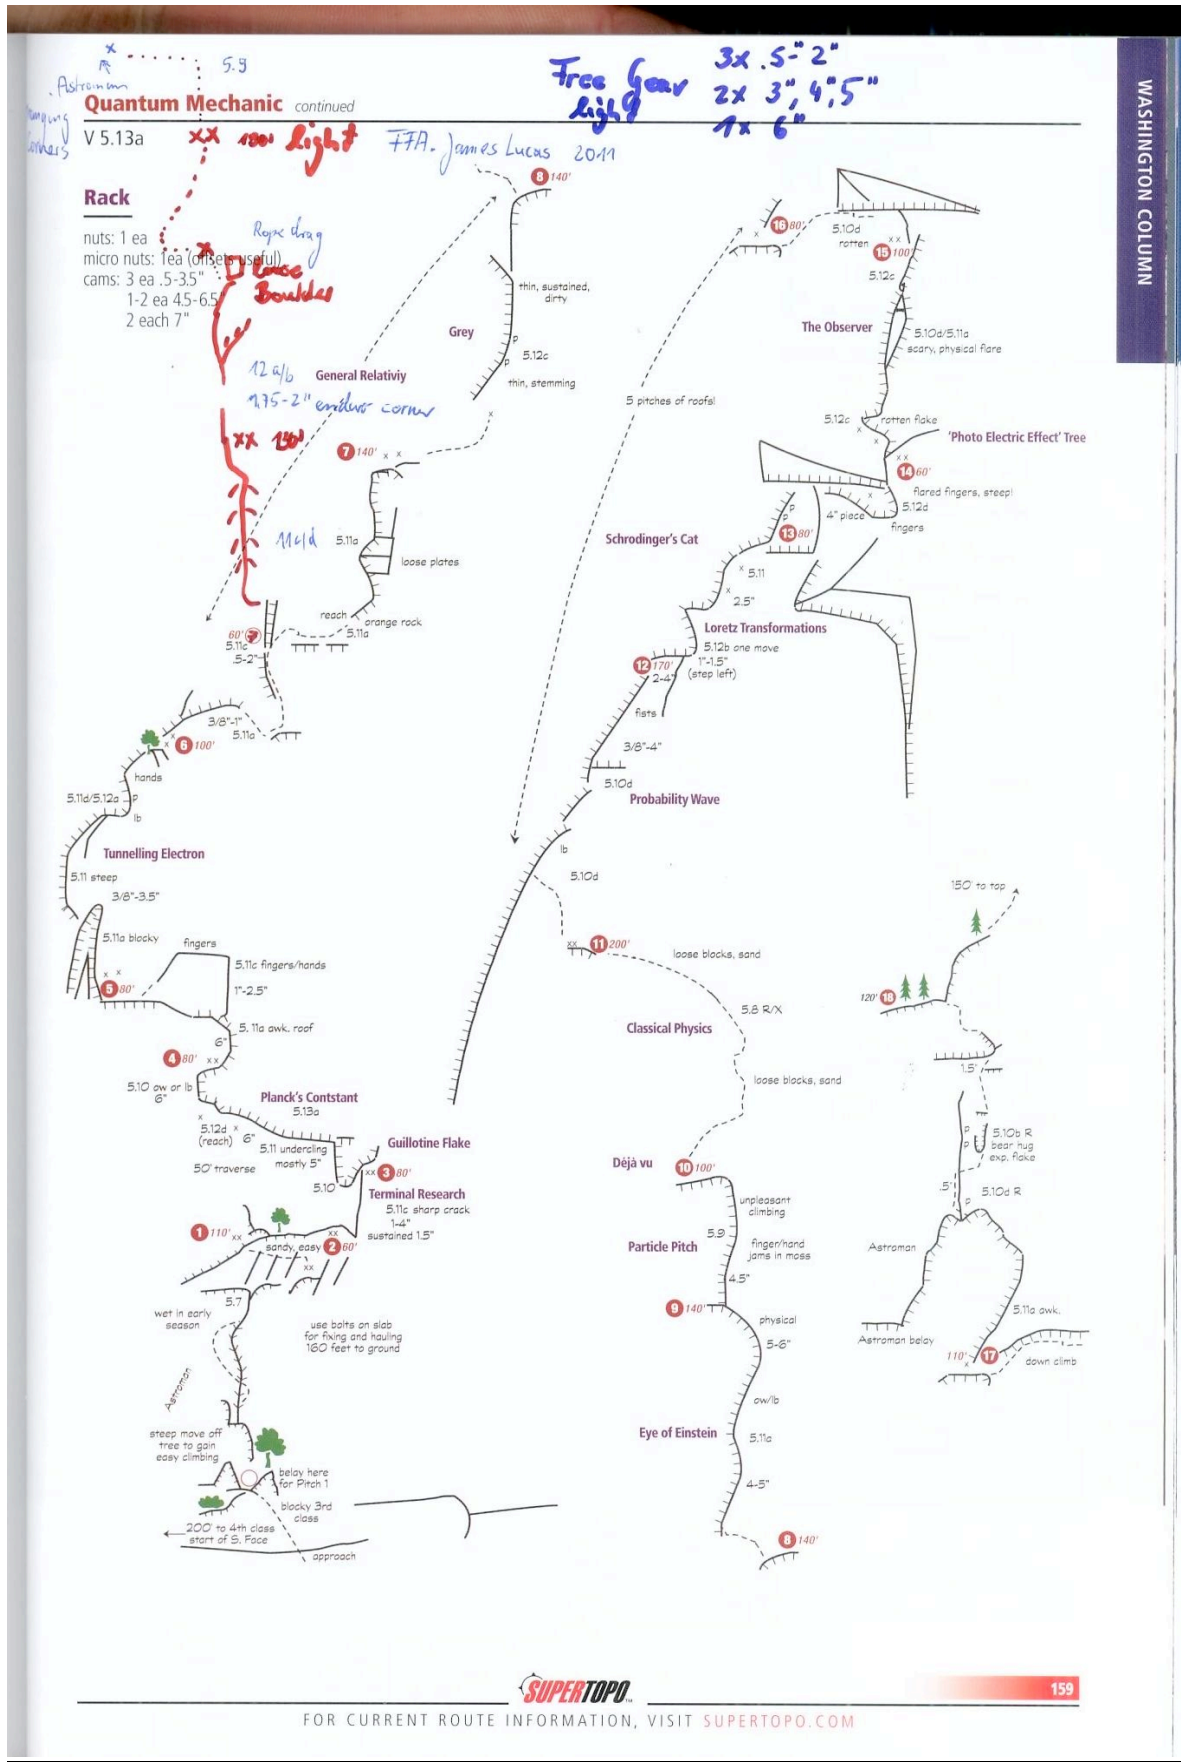 x
5.9
Astroman
Free Gear
light
3x .5-" 2"
2x 3", 4", 5"
1x 6"
Quantum Mechanic continued
V 5.13a
xx
light
FFA. James Lucas 2011
WASHINGTON COLUMN
Rack
nuts: 1 ea
micro nuts: 1ea (offsets useful)
cams: 3 ea .5-3.5"
1-2 ea 4.5-6.5"
2 each 7"
Rope drag
Loose
Boulder
12 a/b
1,75-2" enduro corner
General Relativiy
xx 150'
11c/d
8 140'
thin, sustained,
dirty
Grey
p
p
5.12c
thin, stemming
x
7 140' x x
5.11a
loose plates
reach
orange rock
5.11a
60'
5.11c
.5-2"
3/8"-1"
5.11a
x
x 6 100'
hands
5.11d/5.12a
p
lb
Tunnelling Electron
5.11 steep
3/8"-3.5"
5.11a blocky
fingers
5.11c fingers/hands
1"-2.5"
x x
5 80'
5.11a awk. roof
6"
4 80' xx
5.10 ow or lb
6"
Planck's Contstant
5.13a
x
5.12d x
(reach) 6"
5.11 undercling
mostly 5"
50' traverse
5.10
Guillotine Flake
xx 3 80'
Terminal Research
5.11c sharp crack
1-4"
sustained 1.5"
1 110' xx
sandy, easy
xx
2 60'
xx
5.7
wet in early
season
use bolts on slab
for fixing and hauling
160 feet to ground
Astroman
steep move off
tree to gain
easy climbing
belay here
for Pitch 1
blocky 3rd
class
200' to 4th class
start of S. Face
approach
16 80'
x
5.10d
rotten
xx
15 100'
5.12c
The Observer
5.10d/5.11a
scary, physical flare
5 pitches of roofs!
5.12c
rotten flake
x
x
'Photo Electric Effect' Tree
xx
14 60'
flared fingers, steep!
x
5.12d
fingers
4" piece
p
p
13 80'
Schrodinger's Cat
x 5.11
x
2.5"
Loretz Transformations
5.12b one move
1"-1.5"
(step left)
12 170'
2-4"
fists
3/8"-4"
5.10d
Probability Wave
lb
5.10d
xx 11 200'
loose blocks, sand
5.8 R/X
Classical Physics
loose blocks, sand
Déjà vu
10 100'
unpleasant
climbing
5.9
Particle Pitch
finger/hand
jams in moss
4.5"
9 140'
physical
5-6"
ow/lb
Eye of Einstein
5.11a
4-5"
8 140'
150' to top
120' 18
1.5'
p
p
5.10b R
bear hug
exp. flake
.5'
5.10d R
p
Astroman
5.11a awk.
Astroman belay
110'
x
17
down climb
SUPERTOPO
159
FOR CURRENT ROUTE INFORMATION, VISIT SUPERTOPO.COM